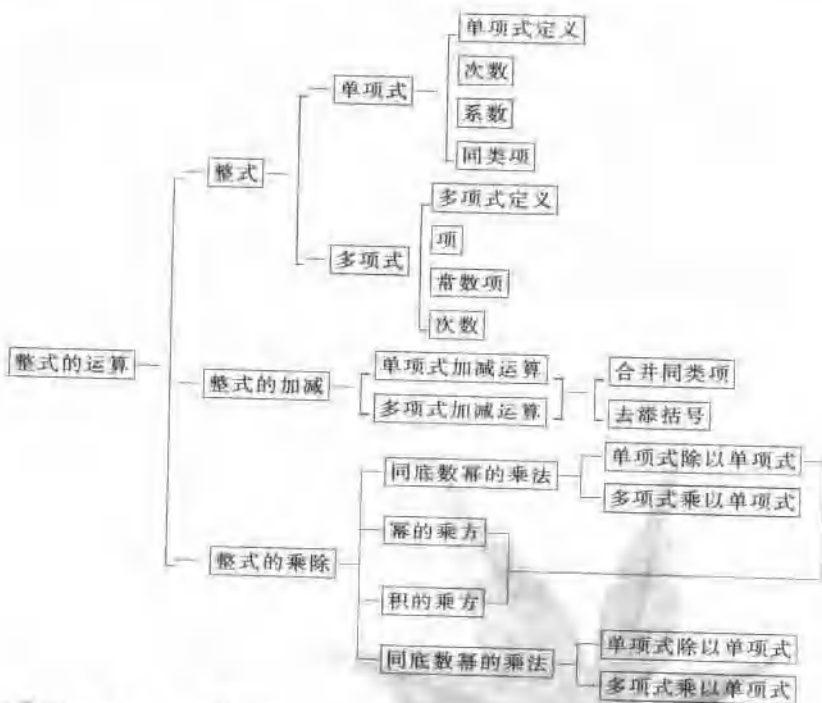 单项式定义
次数
单项式
系数
同类项
整式
多项式定义
项
多项式
常数项
次数
整式的运算
整式的加减
单项式加减运算
多项式加减运算
合并同类项
去添括号
同底数幂的乘法
单项式除以单项式
多项式乘以单项式
幂的乘方
整式的乘除
积的乘方
同底数幂的乘法
单项式除以单项式
多项式乘以单项式